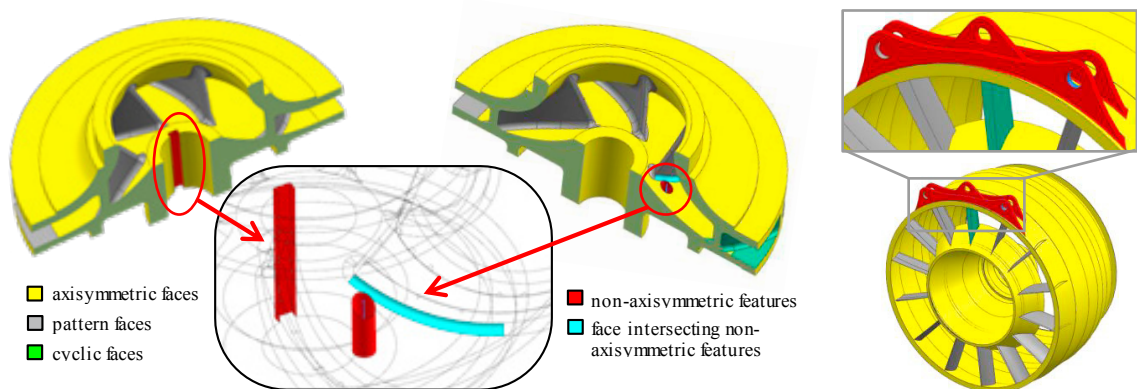 axisymmetric faces
pattern faces
cyclic faces
non-axisymmetric features
face intersecting non-
axisymmetric features